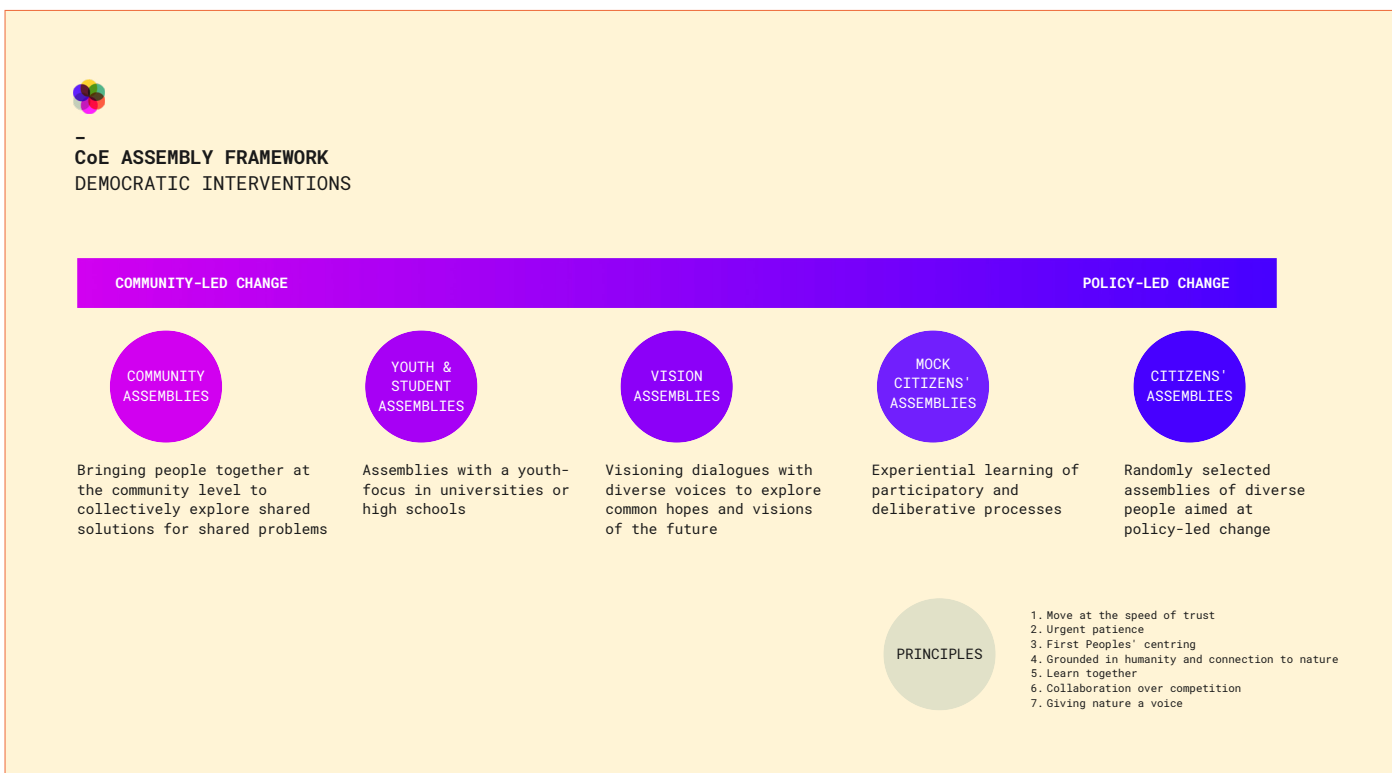 –
CoE ASSEMBLY FRAMEWORK
DEMOCRATIC INTERVENTIONS
COMMUNITY-LED CHANGE
POLICY-LED CHANGE
COMMUNITY
ASSEMBLIES
Bringing people together at
the community level to
collectively explore shared
solutions for shared problems
YOUTH &
STUDENT
ASSEMBLIES
Assemblies with a youth-
focus in universities or
high schools
VISION
ASSEMBLIES
Visioning dialogues with
diverse voices to explore
common hopes and visions
of the future
MOCK
CITIZENS'
ASSEMBLIES
Experiential learning of
participatory and
deliberative processes
CITIZENS'
ASSEMBLIES
Randomly selected
assemblies of diverse
people aimed at
policy-led change
PRINCIPLES
1. Move at the speed of trust
2. Urgent patience
3. First Peoples' centring
4. Grounded in humanity and connection to nature
5. Learn together
6. Collaboration over competition
7. Giving nature a voice